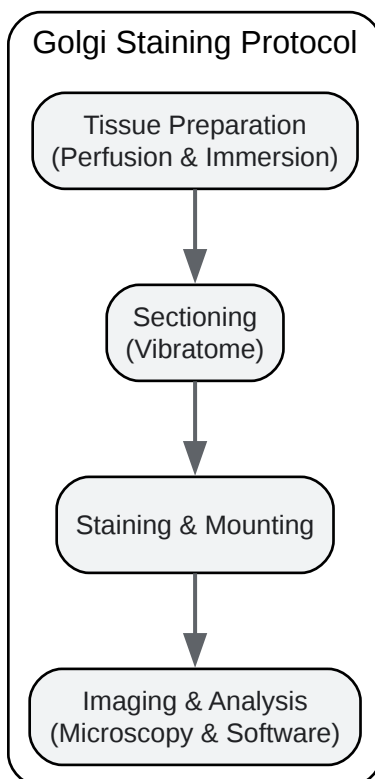 Golgi Staining Protocol
Tissue Preparation
(Perfusion & Immersion)
Sectioning
(Vibratome)
Staining & Mounting
Imaging & Analysis
(Microscopy & Software)